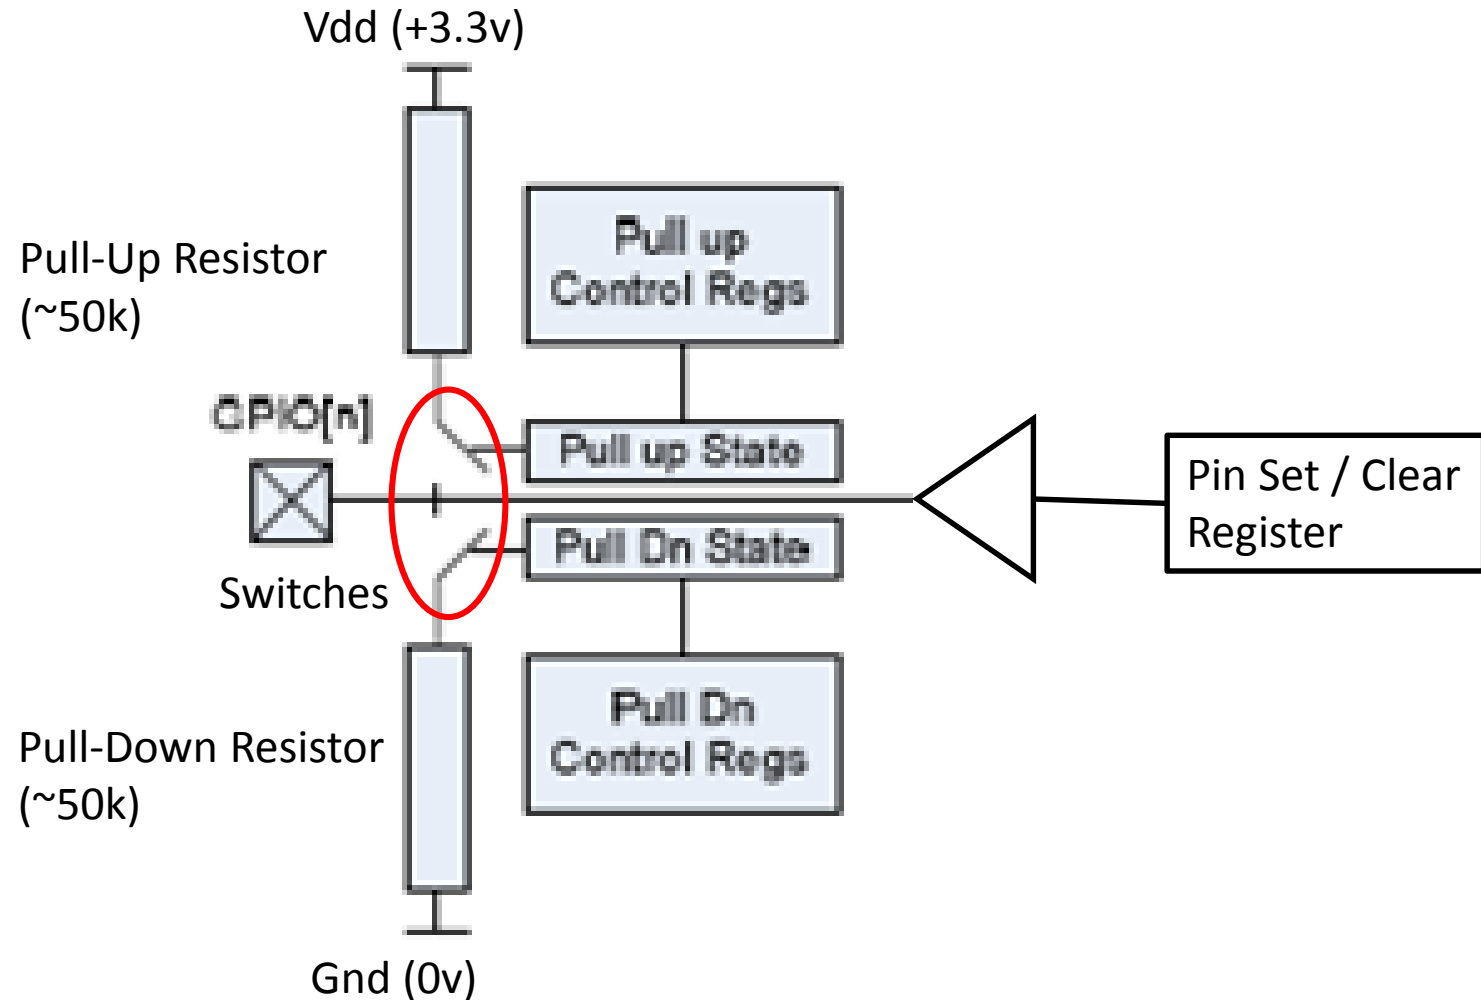 Vdd (+3.3v)
Pull-Up Resistor
(~50k)
Pull up
Control Regs
GPIO[n]
Pull up State
Pin Set / Clear
Register
Pull Dn State
Switches
Pull Dn
Control Regs
Pull-Down Resistor
(~50k)
Gnd (0v)